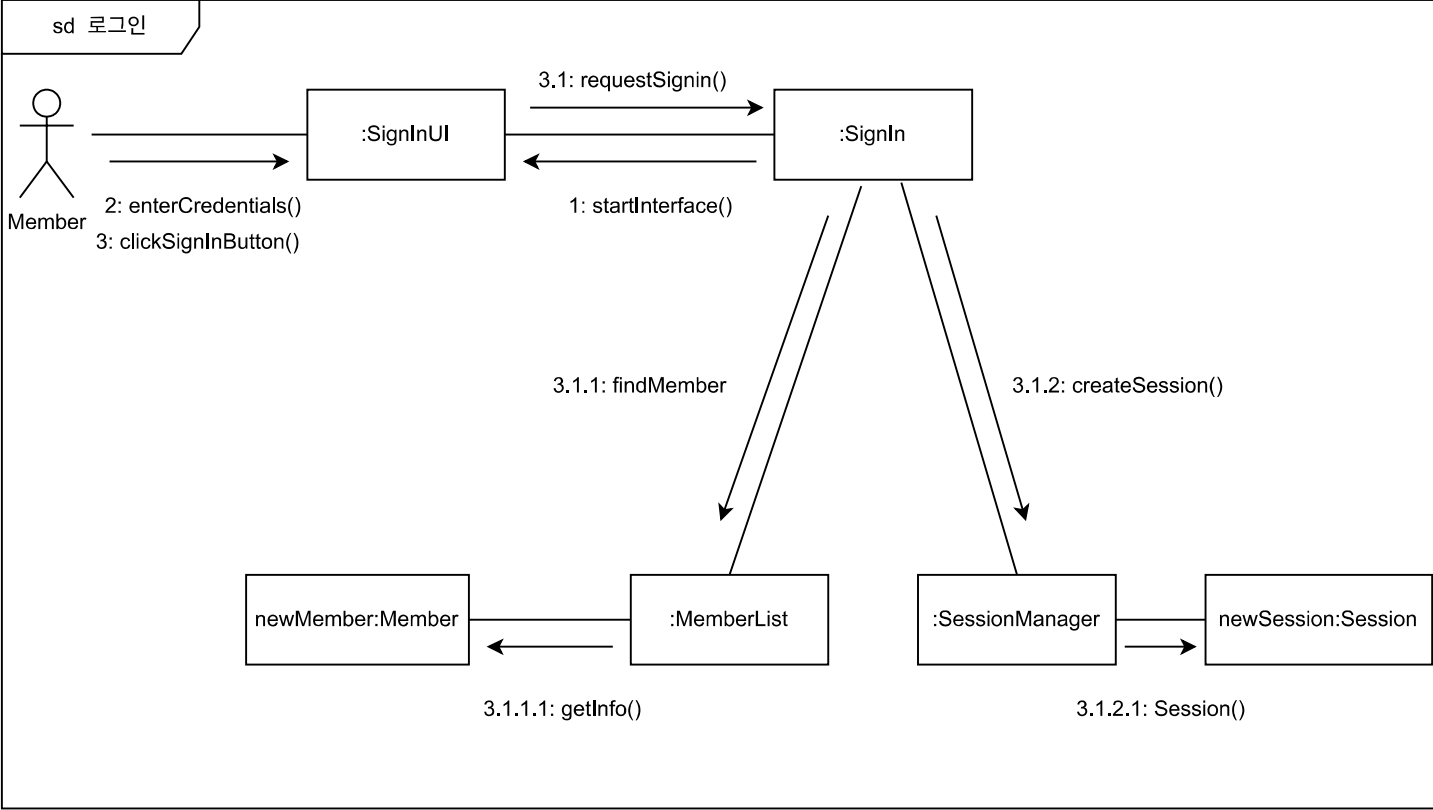 sd 로그인
3.1: requestSignin()
:SignInUI
:SignIn
2: enterCredentials()
1: startInterface()
Member
3: clickSignInButton()
3.1.1: findMember
3.1.2: createSession()
newMember:Member
:MemberList
:SessionManager
newSession:Session
3.1.1.1: getInfo()
3.1.2.1: Session()